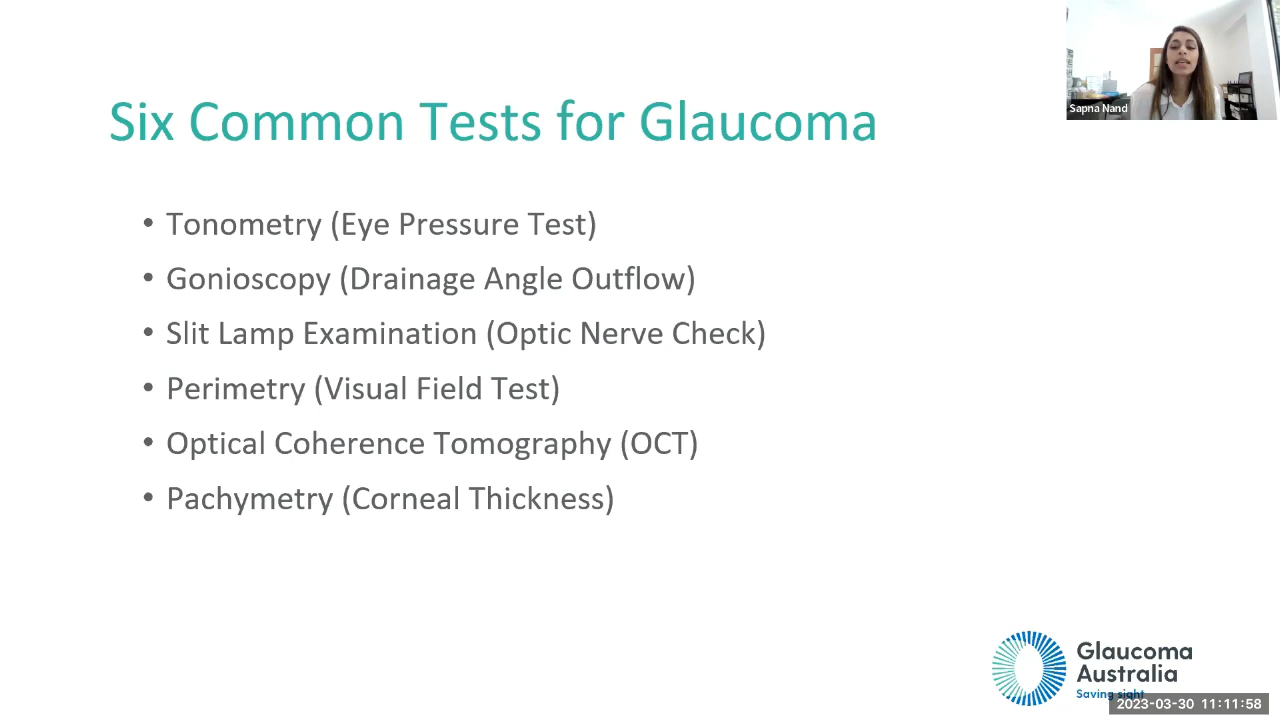 Sapna Nand
Six Common Tests for Glaucoma
• Tonometry (Eye Pressure Test)
• Gonioscopy (Drainage Angle Outflow)
• Slit Lamp Examination (Optic Nerve Check)
• Perimetry (Visual Field Test)
• Optical Coherence Tomography (OCT)
• Pachymetry (Corneal Thickness)
Glaucoma
Australia
Saving sight
2023-03-30 11:11:58